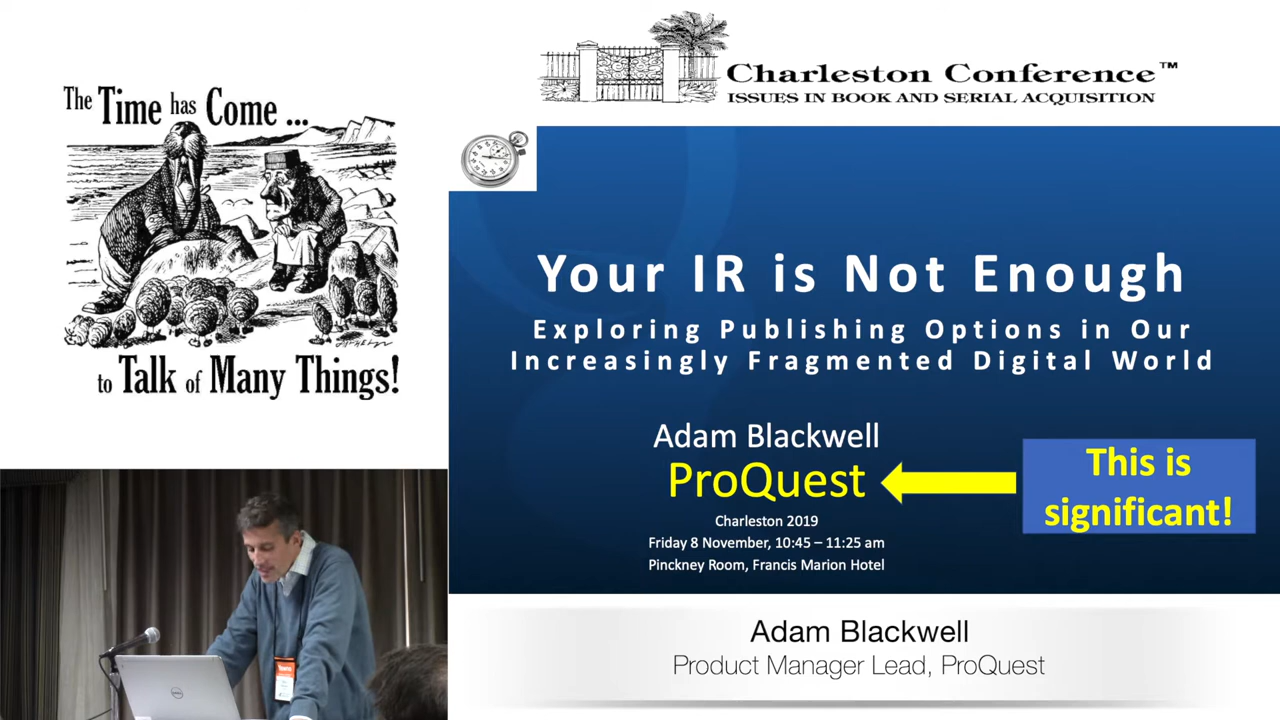 The Time has Come ...
to Talk of Many Things!
Charleston Conference™
ISSUES IN BOOK AND SERIAL ACQUISITION
Your IR is Not Enough
Exploring Publishing Options in Our
Increasingly Fragmented Digital World
Adam Blackwell
ProQuest
This is
significant!
Charleston 2019
Friday 8 November, 10:45 – 11:25 am
Pinckney Room, Francis Marion Hotel
Adam Blackwell
Product Manager Lead, ProQuest
DELL